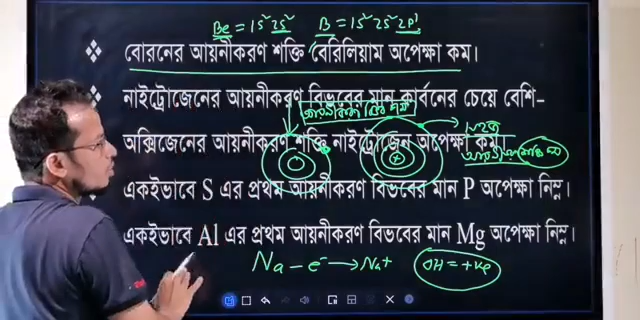 Be = 1S² 2S² B = 1S² 2S² 2P¹
❖ বোরনের আয়নীকরণ শক্তি বেরিলিয়াম অপেক্ষা কম।
নাইট্রোজেনের আয়নীকরণ বিভবের মান কার্বনের চেয়ে বেশি-
অক্সিজেনের আয়নীকরণ শক্তি নাইট্রোজেন অপেক্ষা কম।
একইভাবে S এর প্রথম আয়নীকরণ বিভবের মান P অপেক্ষা নিম্ন।
একইভাবে Al এর প্রথম আয়নীকরণ বিভবের মান Mg অপেক্ষা নিম্ন।
Na – e⁻ → Na+ ΔH = +ve